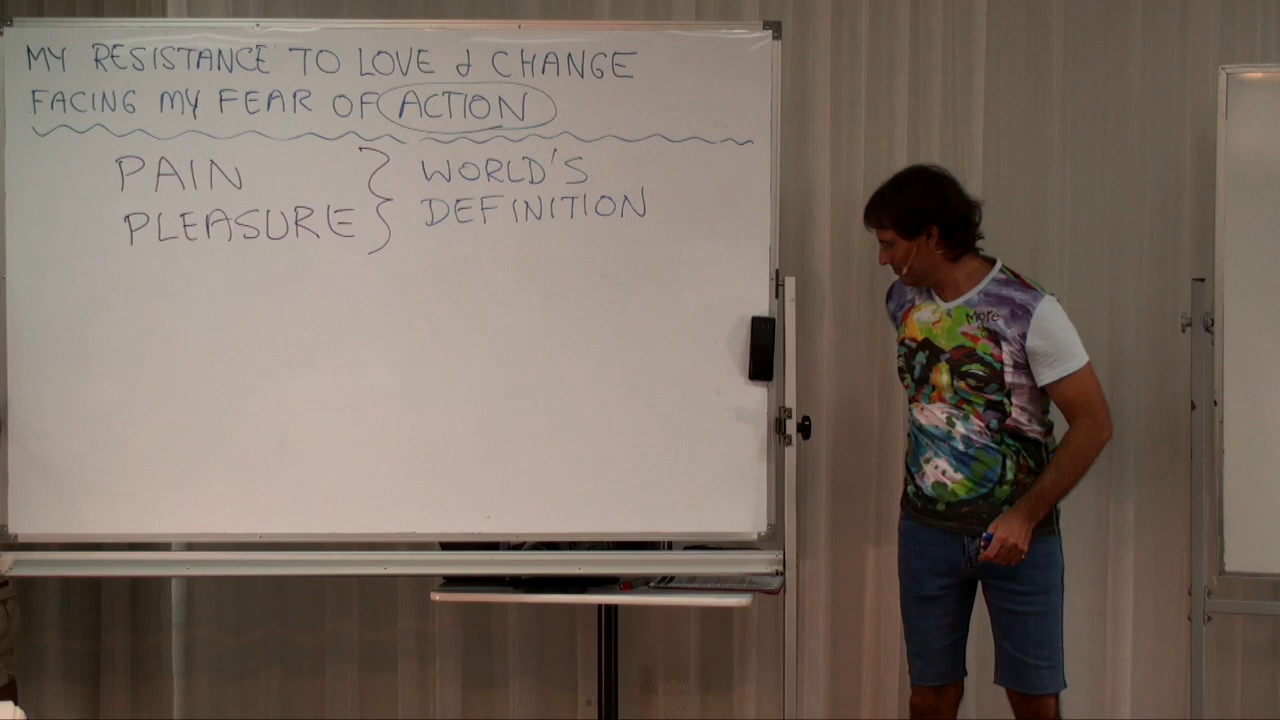 MY RESISTANCE TO LOVE & CHANGE
FACING MY FEAR OF ACTION
PAIN
PLEASURE
} WORLD'S
DEFINITION
More